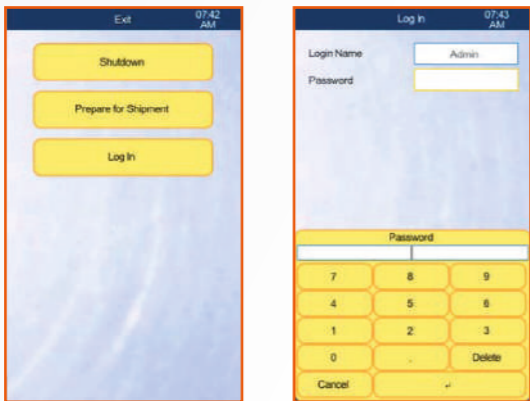 Exit
07:42
AM
Shutdown
Prepare for Shipment
Log In
Log In
07:43
AM
Login Name
Admin
Password
Password
7 8 9
4 5 6
1 2 3
0 . Delete
Cancel ↵